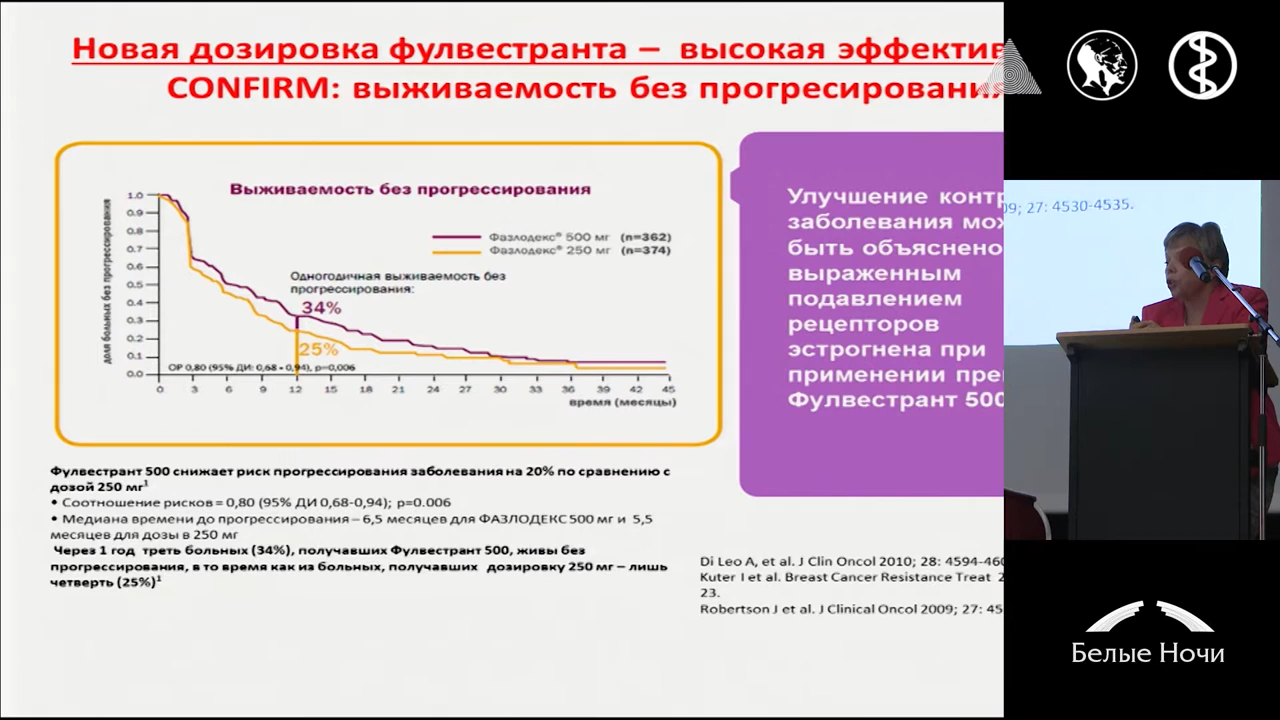 Новая дозировка фулвестранта – высокая эффектив
CONFIRM: выживаемость без прогресирования
Выживаемость без прогрессирования
доля больных без прогрессирования
1.0
0.9
0.8
0.7
0.6
0.5
0.4
0.3
0.2
0.1
0.0
Фазлодекс® 500 мг (n=362)
Фазлодекс® 250 мг (n=374)
Одногодичная выживаемость без
прогрессирования:
34%
25%
ОР 0,80 (95% ДИ: 0,68 - 0,94), p=0,006
0 3 6 9 12 15 18 21 24 27 30 33 36 39 42 45
время (месяцы)
Улучшение контр
заболевания мож
быть объяснено
выраженным
подавлением
рецепторов
эстрогнена при
применении пре
Фулвестрант 500
Фулвестрант 500 снижает риск прогрессирования заболевания на 20% по сравнению с
дозой 250 мг1
• Соотношение рисков = 0,80 (95% ДИ 0,68-0,94); p=0.006
• Медиана времени до прогрессирования – 6,5 месяцев для ФАЗЛОДЕКС 500 мг и 5,5
месяцев для дозы в 250 мг
Через 1 год треть больных (34%), получавших Фулвестрант 500, живы без
прогрессирования, в то время как из больных, получавших дозировку 250 мг – лишь
четверть (25%)1
Di Leo A, et al. J Clin Oncol 2010; 28: 4594-460
Kuter I et al. Breast Cancer Resistance Treat 2
23.
Robertson J et al. J Clinical Oncol 2009; 27: 45
09; 27: 4530-4535.
Белые Ночи